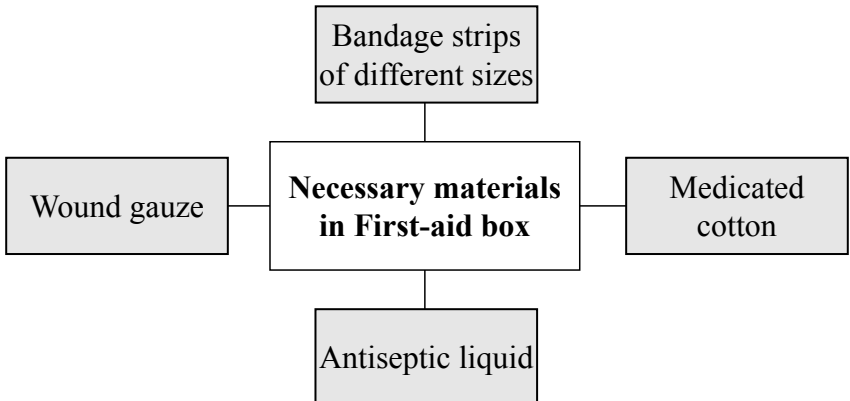 Bandage strips
of different sizes
Wound gauze
Necessary materials
in First-aid box
Medicated
cotton
Antiseptic liquid